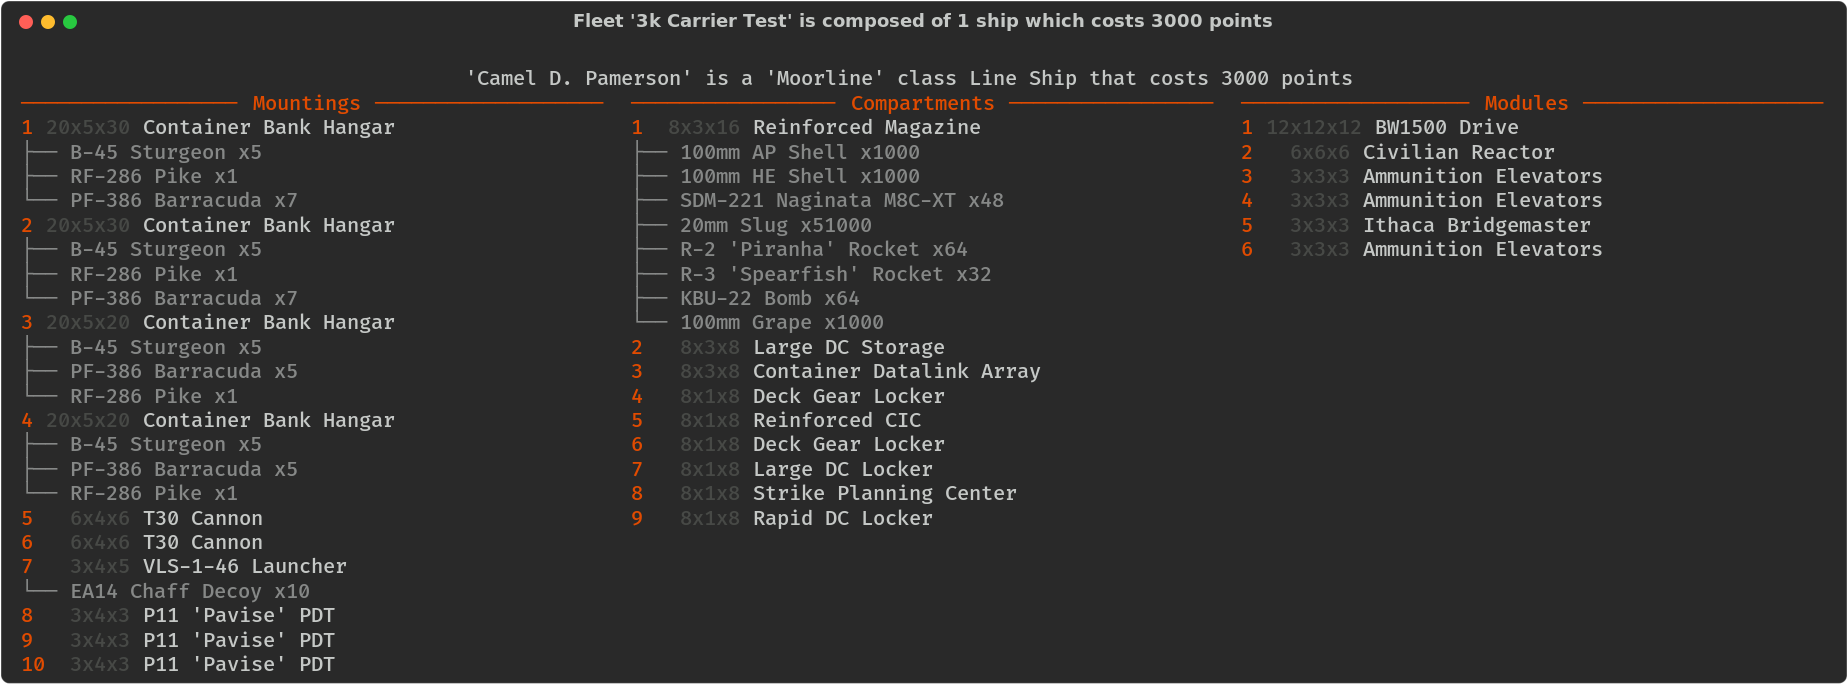 Fleet '3k Carrier Test' is composed of 1 ship which costs 3000 points
'Camel D. Pamerson' is a 'Moorline' class Line Ship that costs 3000 points
Mountings
1 20x5x30 Container Bank Hangar
B-45 Sturgeon x5
RF-286 Pike x1
PF-386 Barracuda x7
2 20x5x30 Container Bank Hangar
B-45 Sturgeon x5
RF-286 Pike x1
PF-386 Barracuda x7
3 20x5x20 Container Bank Hangar
B-45 Sturgeon x5
PF-386 Barracuda x5
RF-286 Pike x1
4 20x5x20 Container Bank Hangar
B-45 Sturgeon x5
PF-386 Barracuda x5
RF-286 Pike x1
5 6x4x6 T30 Cannon
6 6x4x6 T30 Cannon
7 3x4x5 VLS-1-46 Launcher
EA14 Chaff Decoy x10
8 3x4x3 P11 'Pavise' PDT
9 3x4x3 P11 'Pavise' PDT
10 3x4x3 P11 'Pavise' PDT
Compartments
1 8x3x16 Reinforced Magazine
100mm AP Shell x1000
100mm HE Shell x1000
SDM-221 Naginata M8C-XT x48
20mm Slug x51000
R-2 'Piranha' Rocket x64
R-3 'Spearfish' Rocket x32
KBU-22 Bomb x64
100mm Grape x1000
2 8x3x8 Large DC Storage
3 8x3x8 Container Datalink Array
4 8x1x8 Deck Gear Locker
5 8x1x8 Reinforced CIC
6 8x1x8 Deck Gear Locker
7 8x1x8 Large DC Locker
8 8x1x8 Strike Planning Center
9 8x1x8 Rapid DC Locker
Modules
1 12x12x12 BW1500 Drive
2 6x6x6 Civilian Reactor
3 3x3x3 Ammunition Elevators
4 3x3x3 Ammunition Elevators
5 3x3x3 Ithaca Bridgemaster
6 3x3x3 Ammunition Elevators